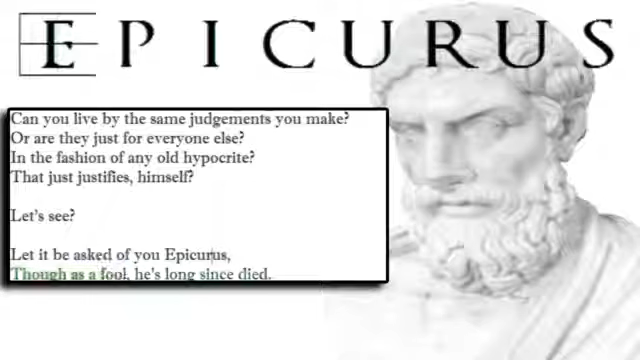 EPICURUS
Can you live by the same judgements you make?
Or are they just for everyone else?
In the fashion of any old hypocrite?
That just justifies, himself?
Let's see?
Let it be asked of you Epicurus,
Though as a fool, he's long since died.